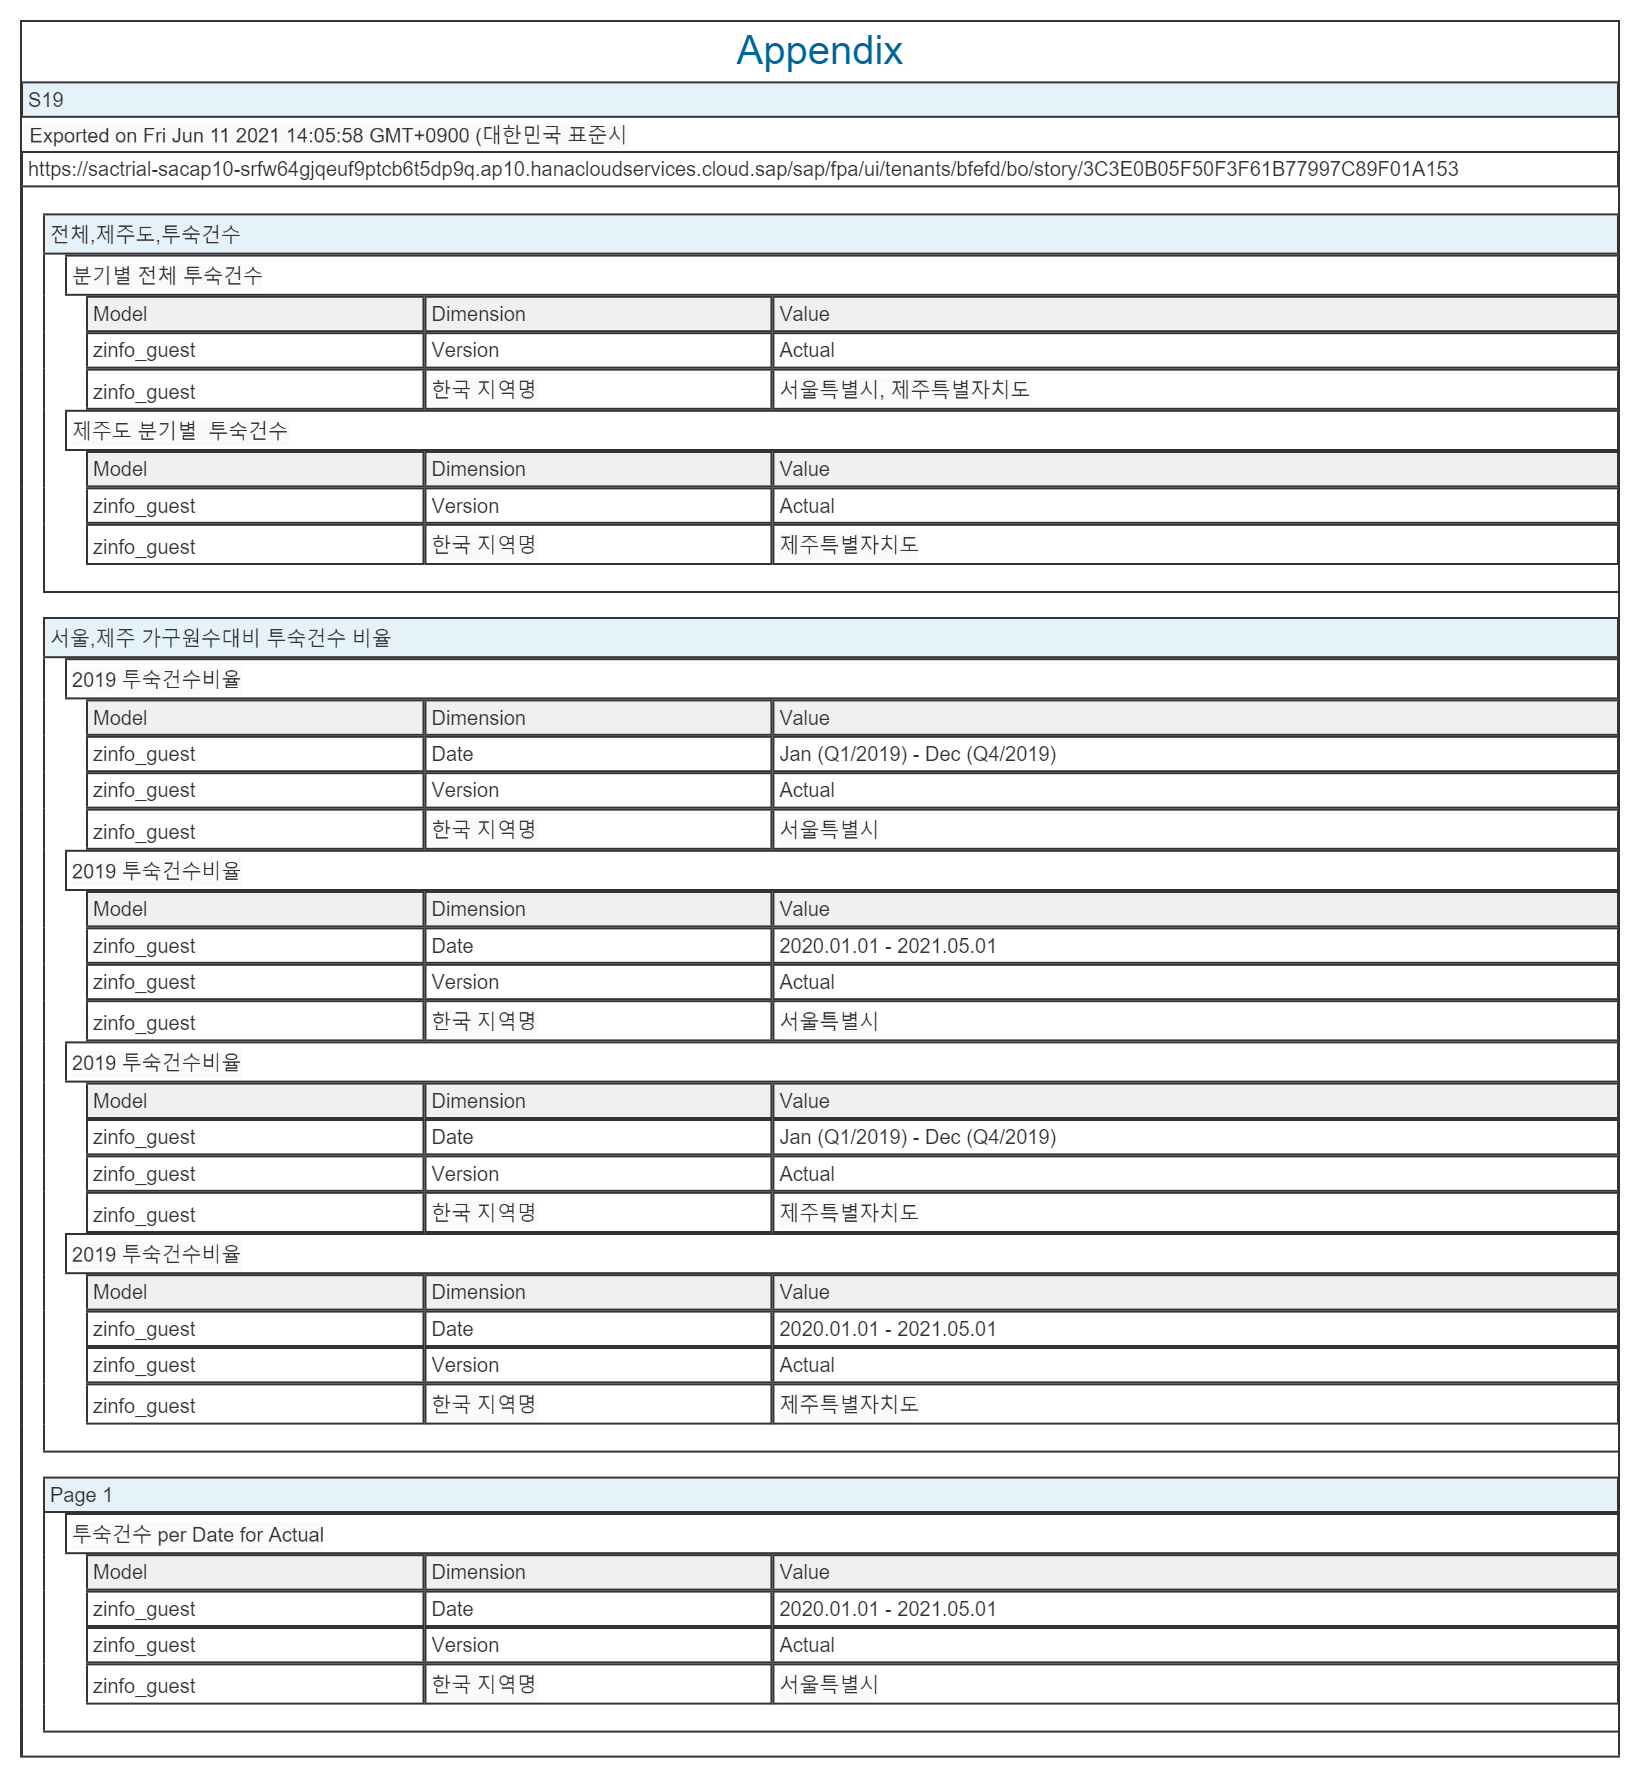 Appendix
S19
Exported on Fri Jun 11 2021 14:05:58 GMT+0900 (대한민국 표준시
https://sactrial-sacap10-srfw64gjqeuf9ptcb6t5dp9q.ap10.hanacloudservices.cloud.sap/sap/fpa/ui/tenants/bfefd/bo/story/3C3E0B05F50F3F61B77997C89F01A153
전체,제주도,투숙건수
분기별 전체 투숙건수
Model Dimension Value
zinfo_guest Version Actual
zinfo_guest 한국 지역명 서울특별시, 제주특별자치도
제주도 분기별  투숙건수
Model Dimension Value
zinfo_guest Version Actual
zinfo_guest 한국 지역명 제주특별자치도
서울,제주 가구원수대비 투숙건수 비율
2019 투숙건수비율
Model Dimension Value
zinfo_guest Date Jan (Q1/2019) - Dec (Q4/2019)
zinfo_guest Version Actual
zinfo_guest 한국 지역명 서울특별시
2019 투숙건수비율
Model Dimension Value
zinfo_guest Date 2020.01.01 - 2021.05.01
zinfo_guest Version Actual
zinfo_guest 한국 지역명 서울특별시
2019 투숙건수비율
Model Dimension Value
zinfo_guest Date Jan (Q1/2019) - Dec (Q4/2019)
zinfo_guest Version Actual
zinfo_guest 한국 지역명 제주특별자치도
2019 투숙건수비율
Model Dimension Value
zinfo_guest Date 2020.01.01 - 2021.05.01
zinfo_guest Version Actual
zinfo_guest 한국 지역명 제주특별자치도
Page 1
투숙건수 per Date for Actual
Model Dimension Value
zinfo_guest Date 2020.01.01 - 2021.05.01
zinfo_guest Version Actual
zinfo_guest 한국 지역명 서울특별시